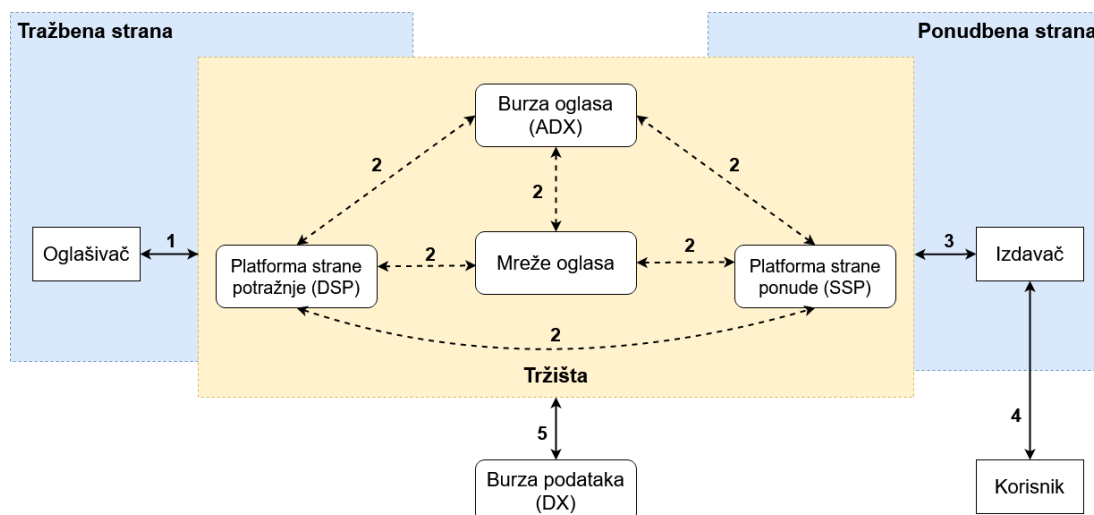 Tražbena strana
Ponudbena strana
Burza oglasa
(ADX)
2
2
2
Oglašivač
1
Platforma strane
potražnje (DSP)
2
Mreže oglasa
2
Platforma strane
ponude (SSP)
3
Izdavač
2
Tržišta
5
4
Burza podataka
(DX)
Korisnik